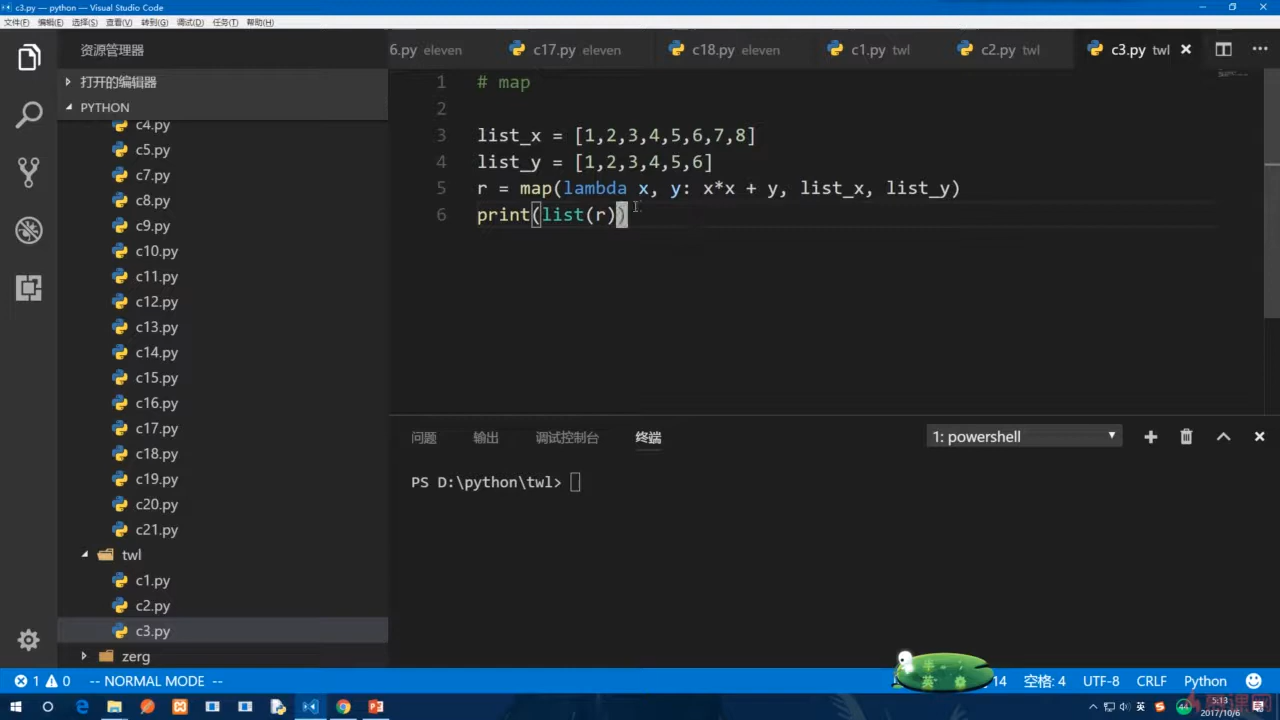 c3.py — python — Visual Studio Code
文件(F) 编辑(E) 选择(S) 查看(V) 转到(G) 调试(D) 任务(T) 帮助(H)
资源管理器
6.py eleven c17.py eleven c18.py eleven c1.py twl c2.py twl c3.py twl
打开的编辑器
PYTHON
c4.py
c5.py
c7.py
c8.py
c9.py
c10.py
c11.py
c12.py
c13.py
c14.py
c15.py
c16.py
c17.py
c18.py
c19.py
c20.py
c21.py
twl
c1.py
c2.py
c3.py
zerg
1 # map
2
3 list_x = [1,2,3,4,5,6,7,8]
4 list_y = [1,2,3,4,5,6]
5 r = map(lambda x, y: x*x + y, list_x, list_y)
6 print(list(r))
问题 输出 调试控制台 终端 1: powershell
PS D:\python\twl>
1 0 -- NORMAL MODE -- 14 空格: 4 UTF-8 CRLF Python
半
英
英 44 5:13
2017/10/6